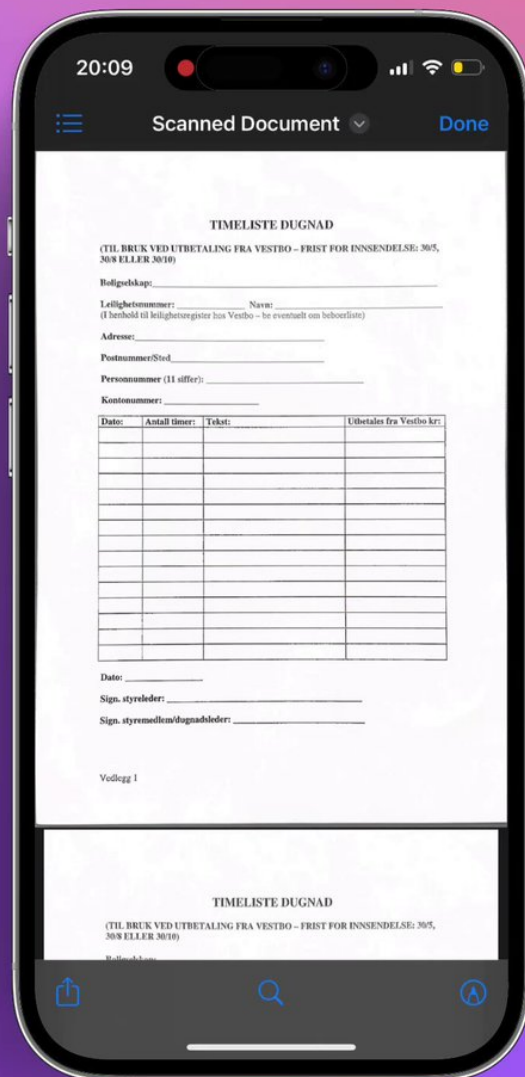 20:09
Scanned Document
Done
TIMELISTE DUGNAD
(TIL BRUK VED UTBETALING FRA VESTBO – FRIST FOR INNSENDELSE: 30/5,
30/8 ELLER 30/10)
Boligselskap:
Leilighetsnummer: Navn:
(I henhold til leilighetsregister hos Vestbo – be eventuelt om beboerliste)
Adresse:
Postnummer/Sted
Personnummer (11 siffer):
Kontonummer:
Dato: Antall timer: Tekst: Utbetales fra Vestbo kr:
Dato:
Sign. styreleder:
Sign. styremedlem/dugnadsleder:
Vedlegg 1
TIMELISTE DUGNAD
(TIL BRUK VED UTBETALING FRA VESTBO – FRIST FOR INNSENDELSE: 30/5,
30/8 ELLER 30/10)